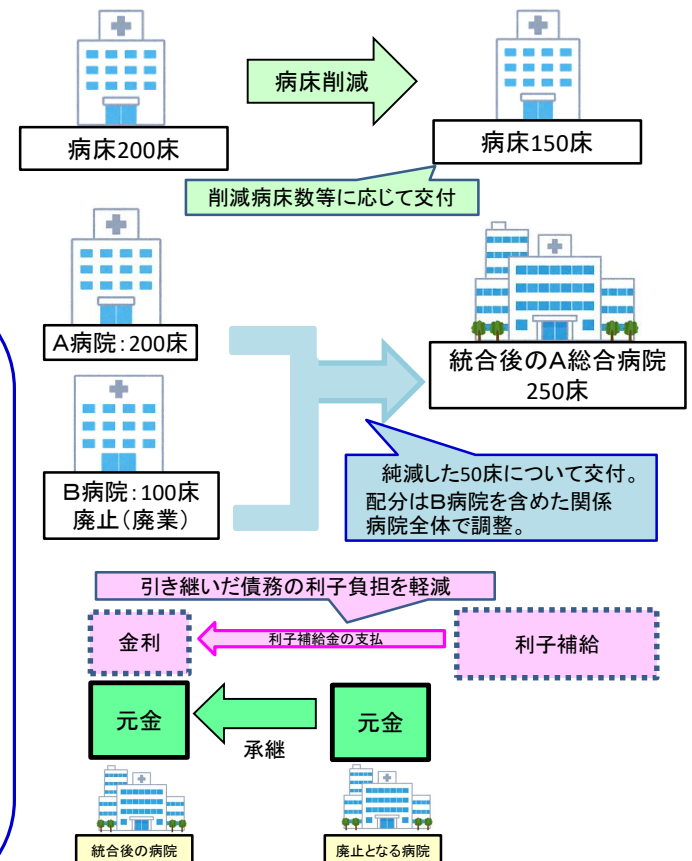 病床削減
病床200床
病床150床
削減病床数等に応じて交付
A病院：200床
統合後のA総合病院
250床
B病院：100床
廃止（廃業）
純減した50床について交付。
配分はB病院を含めた関係
病院全体で調整。
引き継いだ債務の利子負担を軽減
金利
利子補給金の支払
利子補給
元金
承継
元金
統合後の病院
廃止となる病院